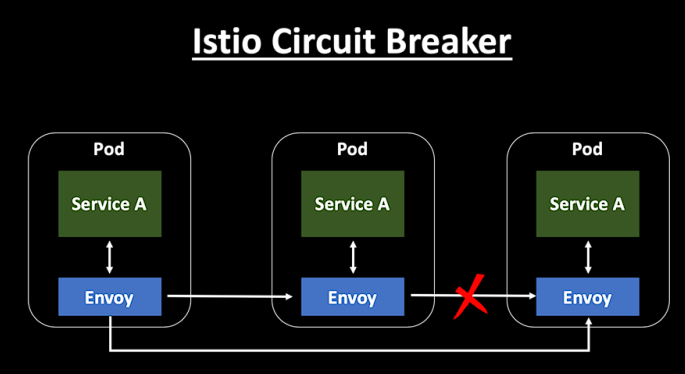 Istio Circuit Breaker
Pod
Pod
Pod
Service A
Service A
Service A
Envoy
Envoy
Envoy